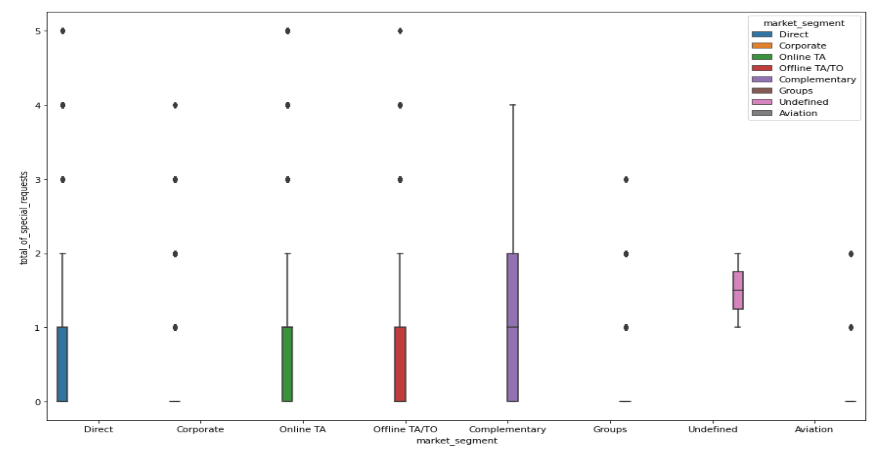 market_segment
Direct
Corporate
Online TA
Offline TA/TO
Complementary
Groups
Undefined
Aviation
total_of_special_requests
5
4
3
2
1
0
Direct
Corporate
Online TA
Offline TA/TO
Complementary
Groups
Undefined
Aviation
market_segment